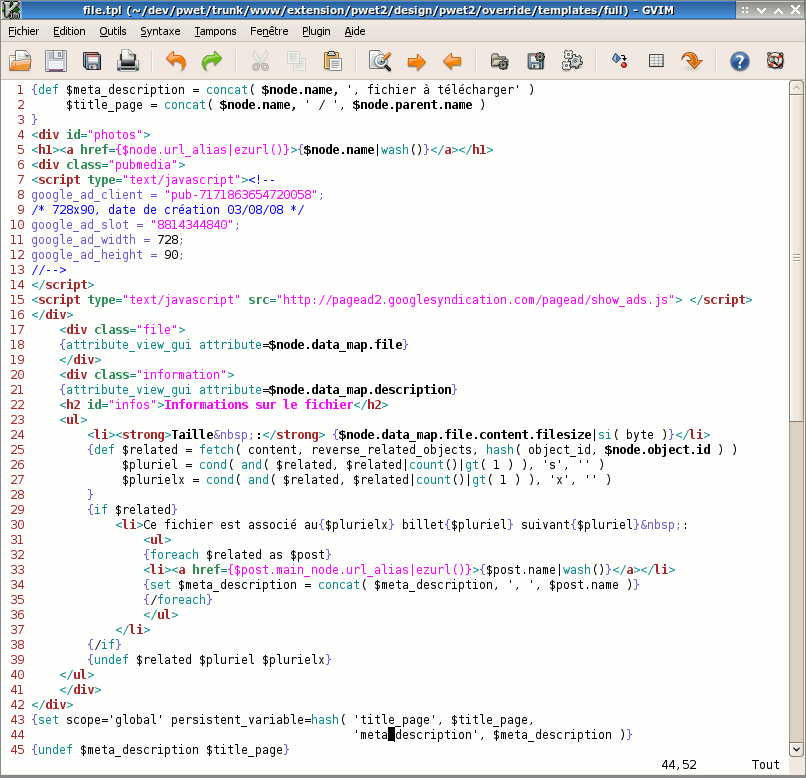 file.tpl (~/dev/pwet/trunk/www/extension/pwet2/design/pwet2/override/templates/full) - GVIM
Fichier Edition Outils Syntaxe Tampons Fenêtre Plugin Aide
1 {def $meta_description = concat( $node.name, ', fichier à télécharger' )
2      $title_page = concat( $node.name, ' / ', $node.parent.name )
3 }
4 <div id="photos">
5 <h1><a href={$node.url_alias|ezurl()}>{$node.name|wash()}</a></h1>
6 <div class="pubmedia">
7 <script type="text/javascript"><!--
8 google_ad_client = "pub-7171863654720058";
9 /* 728x90, date de création 03/08/08 */
10 google_ad_slot = "8814344840";
11 google_ad_width = 728;
12 google_ad_height = 90;
13 //-->
14 </script>
15 <script type="text/javascript" src="http://pagead2.googlesyndication.com/pagead/show_ads.js"> </script>
16 </div>
17     <div class="file">
18     {attribute_view_gui attribute=$node.data_map.file}
19     </div>
20     <div class="information">
21     {attribute_view_gui attribute=$node.data_map.description}
22     <h2 id="infos">Informations sur le fichier</h2>
23     <ul>
24         <li><strong>Taille&nbsp;:</strong> {$node.data_map.file.content.filesize|si( byte )}</li>
25         {def $related = fetch( content, reverse_related_objects, hash( object_id, $node.object.id ) )
26              $pluriel = cond( and( $related, $related|count()|gt( 1 ) ), 's', '' )
27              $plurielx = cond( and( $related, $related|count()|gt( 1 ) ), 'x', '' )
28         }
29         {if $related}
30             <li>Ce fichier est associé au{$plurielx} billet{$pluriel} suivant{$pluriel}&nbsp;:
31                 <ul>
32                 {foreach $related as $post}
33                 <li><a href={$post.main_node.url_alias|ezurl()}>{$post.name|wash()}</a></li>
34                 {set $meta_description = concat( $meta_description, ', ', $post.name )}
35                 {/foreach}
36                 </ul>
37             </li>
38         {/if}
39         {undef $related $pluriel $plurielx}
40     </ul>
41     </div>
42 </div>
43 {set scope='global' persistent_variable=hash( 'title_page', $title_page,
44                                               'meta_description', $meta_description )}
45 {undef $meta_description $title_page}
44,52 Tout